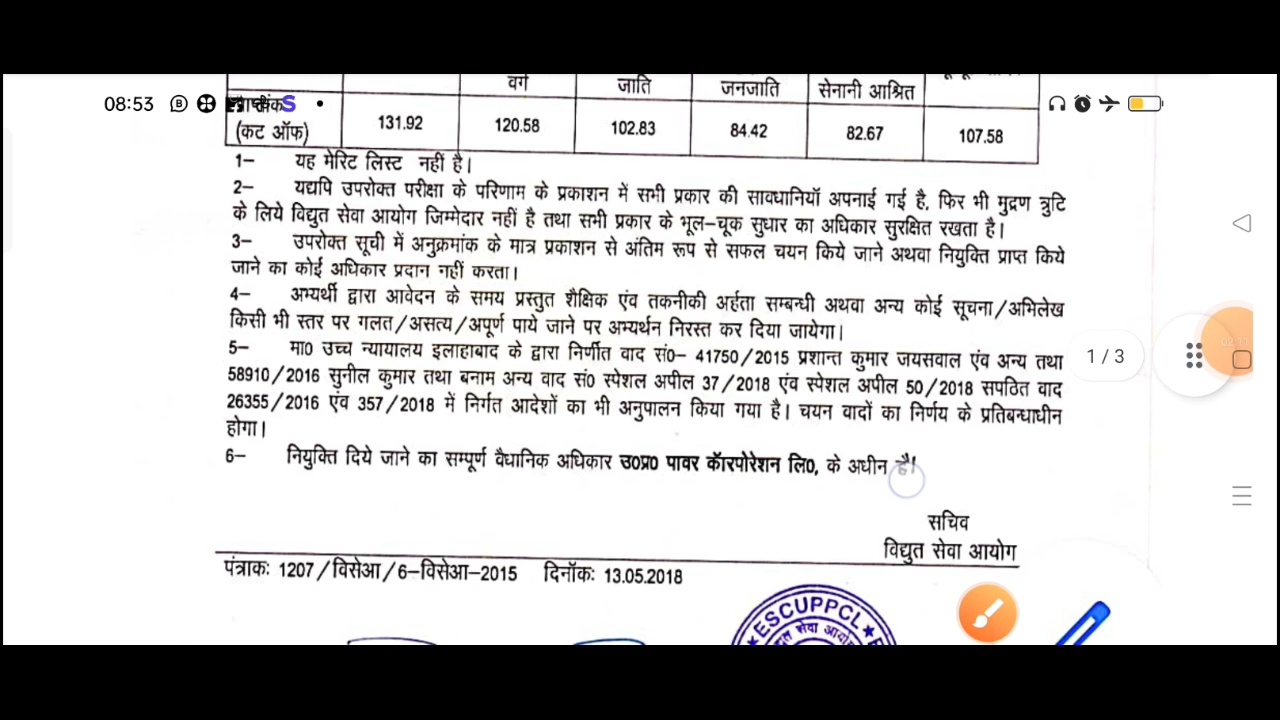 वर्ग जाति जनजाति सेनानी आश्रित
08:53
(कट ऑफ) 131.92 120.58 102.83 84.42 82.67 107.58
1– यह मेरिट लिस्ट नहीं है।
2– यद्यपि उपरोक्त परीक्षा के परिणाम के प्रकाशन में सभी प्रकार की सावधानियॉ अपनाई गई है, फिर भी मुद्रण त्रुटि
के लिये विद्युत सेवा आयोग जिम्मेदार नहीं है तथा सभी प्रकार के भूल–चूक सुधार का अधिकार सुरक्षित रखता है।
3– उपरोक्त सूची में अनुक्रमांक के मात्र प्रकाशन से अंतिम रूप से सफल चयन किये जाने अथवा नियुक्ति प्राप्त किये
जाने का कोई अधिकार प्रदान नहीं करता।
4– अभ्यर्थी द्वारा आवेदन के समय प्रस्तुत शैक्षिक एंव तकनीकी अर्हता सम्बन्धी अथवा अन्य कोई सूचना/अभिलेख
किसी भी स्तर पर गलत/असत्य/अपूर्ण पाये जाने पर अभ्यर्थन निरस्त कर दिया जायेगा।
5– मा0 उच्च न्यायालय इलाहाबाद के द्वारा निर्णीत वाद सं0– 41750/2015 प्रशान्त कुमार जयसवाल एंव अन्य तथा
58910/2016 सुनील कुमार तथा बनाम अन्य वाद सं0 स्पेशल अपील 37/2018 एंव स्पेशल अपील 50/2018 सपठित वाद
26355/2016 एंव 357/2018 में निर्गत आदेशों का भी अनुपालन किया गया है। चयन वादों का निर्णय के प्रतिबन्धाधीन
होगा।
1/3
6– नियुक्ति दिये जाने का सम्पूर्ण वैधानिक अधिकार उ0प्र0 पावर कॅारपोरेशन लि0, के अधीन है।
सचिव
विद्युत सेवा आयोग
पंत्राकः 1207/विसेआ/6–विसेआ–2015 दिनॉकः 13.05.2018
★ESCUPPCL★
सेवा